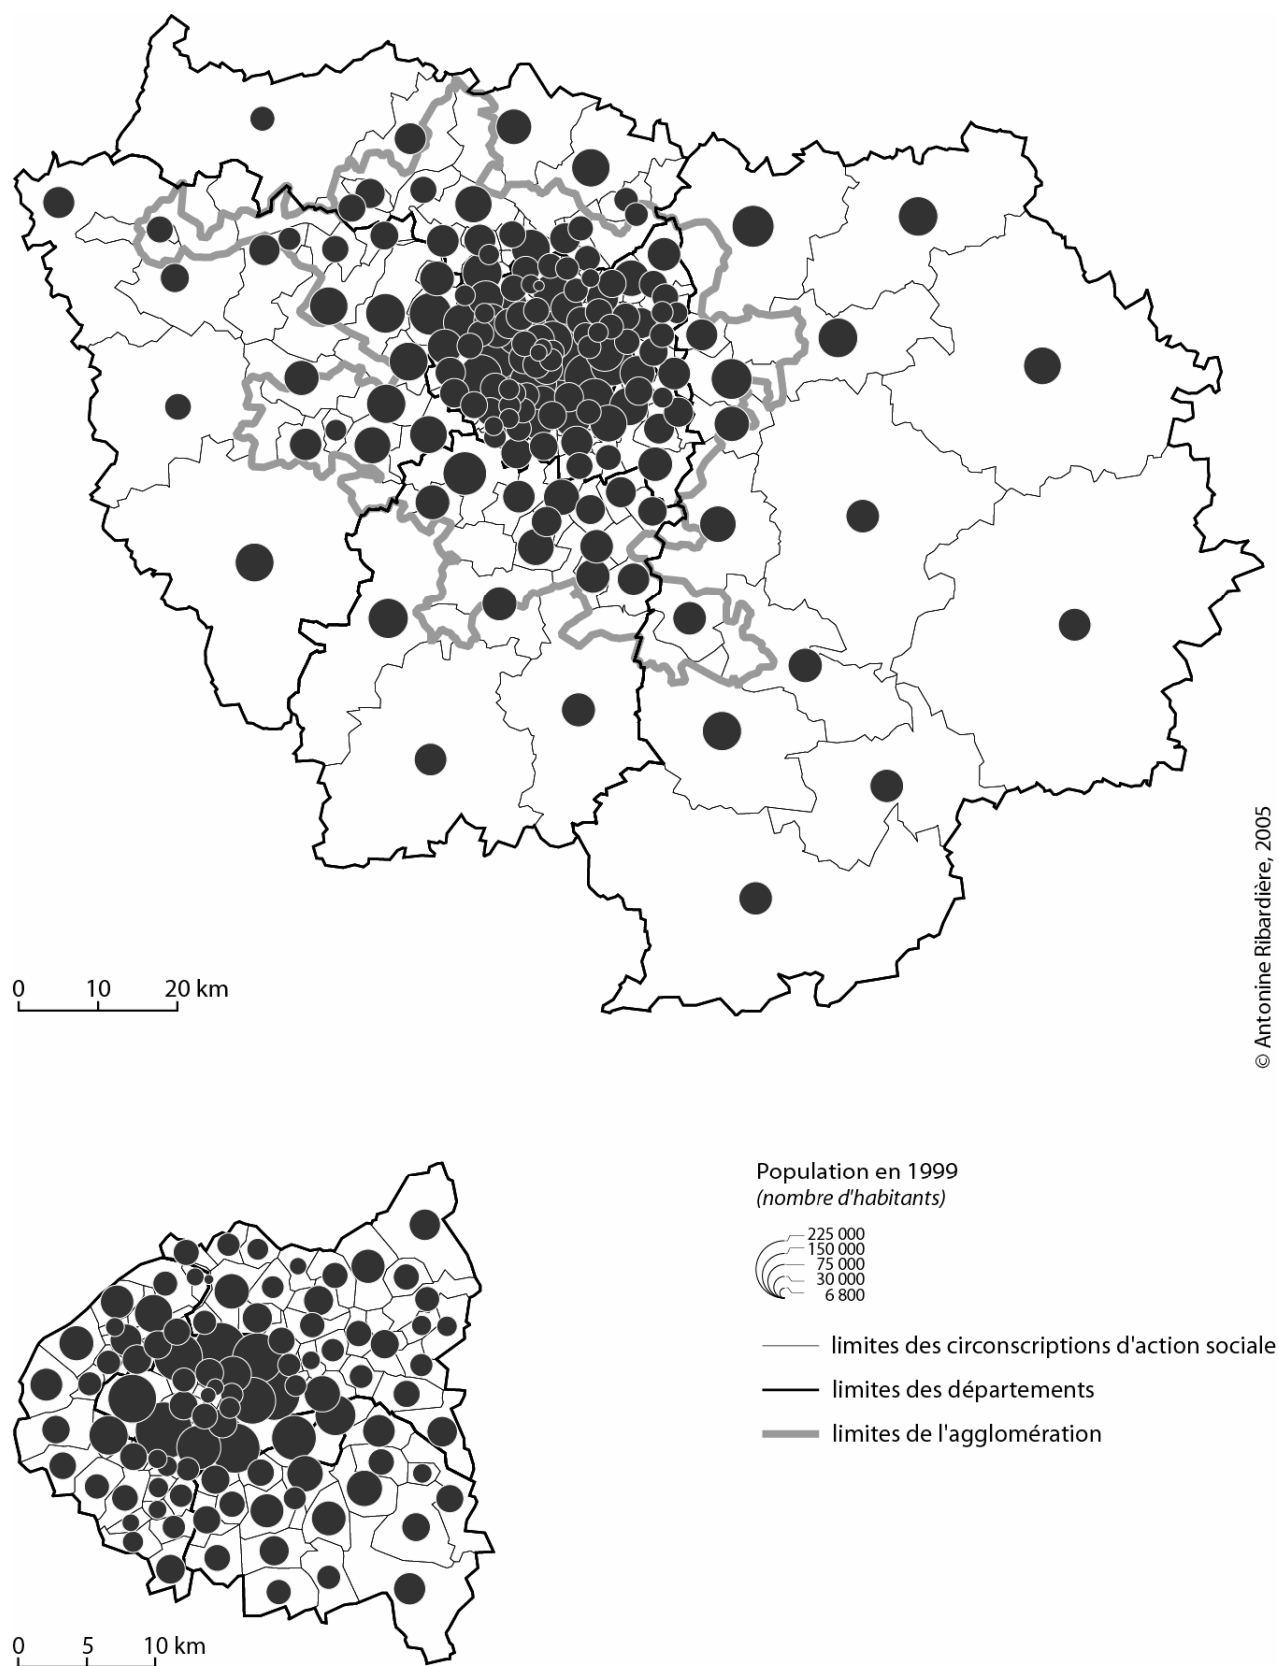 0 10 20 km
© Antonine Ribardière, 2005
Population en 1999
(nombre d'habitants)
225 000
150 000
75 000
30 000
6 800
limites des circonscriptions d'action sociale
limites des départements
limites de l'agglomération
0 5 10 km